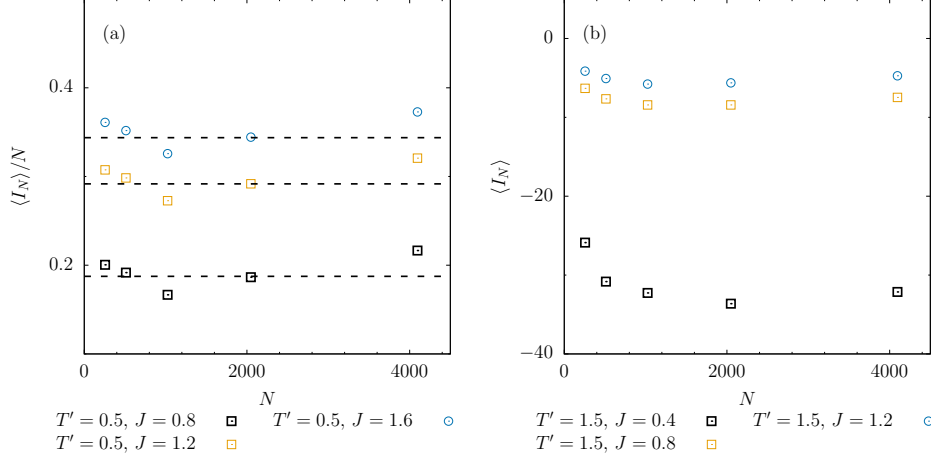 (a)
0.4
0.2
⟨I_N⟩/N
0
2000
4000
N
T′ = 0.5, J = 0.8
T′ = 0.5, J = 1.6
T′ = 0.5, J = 1.2
(b)
0
−20
−40
⟨I_N⟩
0
2000
4000
N
T′ = 1.5, J = 0.4
T′ = 1.5, J = 1.2
T′ = 1.5, J = 0.8